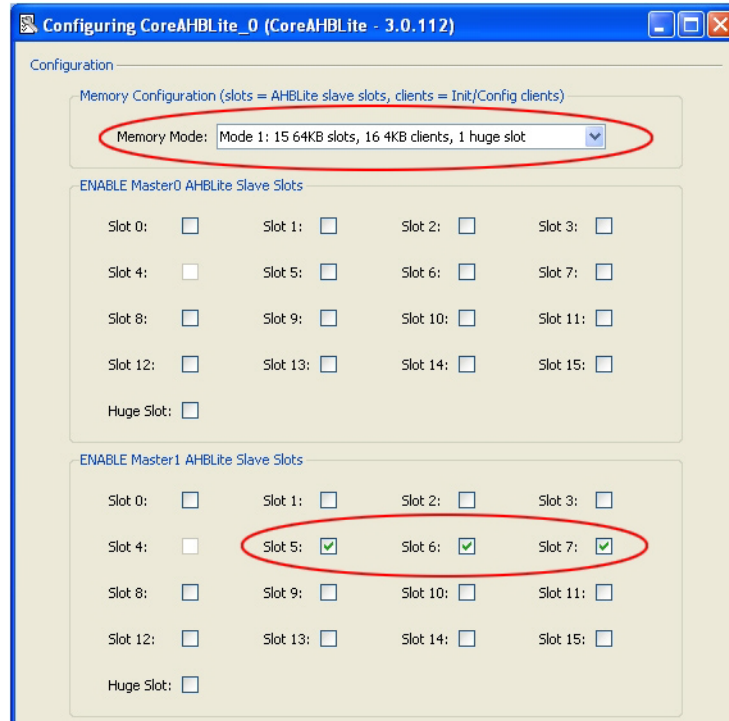 Configuring CoreAHBLite_0 (CoreAHBLite - 3.0.112)
Configuration
Memory Configuration (slots = AHBLite slave slots, clients = Init/Config clients)
Memory Mode: Mode 1: 15 64KB slots, 16 4KB clients, 1 huge slot
ENABLE Master0 AHBLite Slave Slots
Slot 0: Slot 1: Slot 2: Slot 3:
Slot 4: Slot 5: Slot 6: Slot 7:
Slot 8: Slot 9: Slot 10: Slot 11:
Slot 12: Slot 13: Slot 14: Slot 15:
Huge Slot:
ENABLE Master1 AHBLite Slave Slots
Slot 0: Slot 1: Slot 2: Slot 3:
Slot 4: Slot 5: Slot 6: Slot 7:
Slot 8: Slot 9: Slot 10: Slot 11:
Slot 12: Slot 13: Slot 14: Slot 15:
Huge Slot: